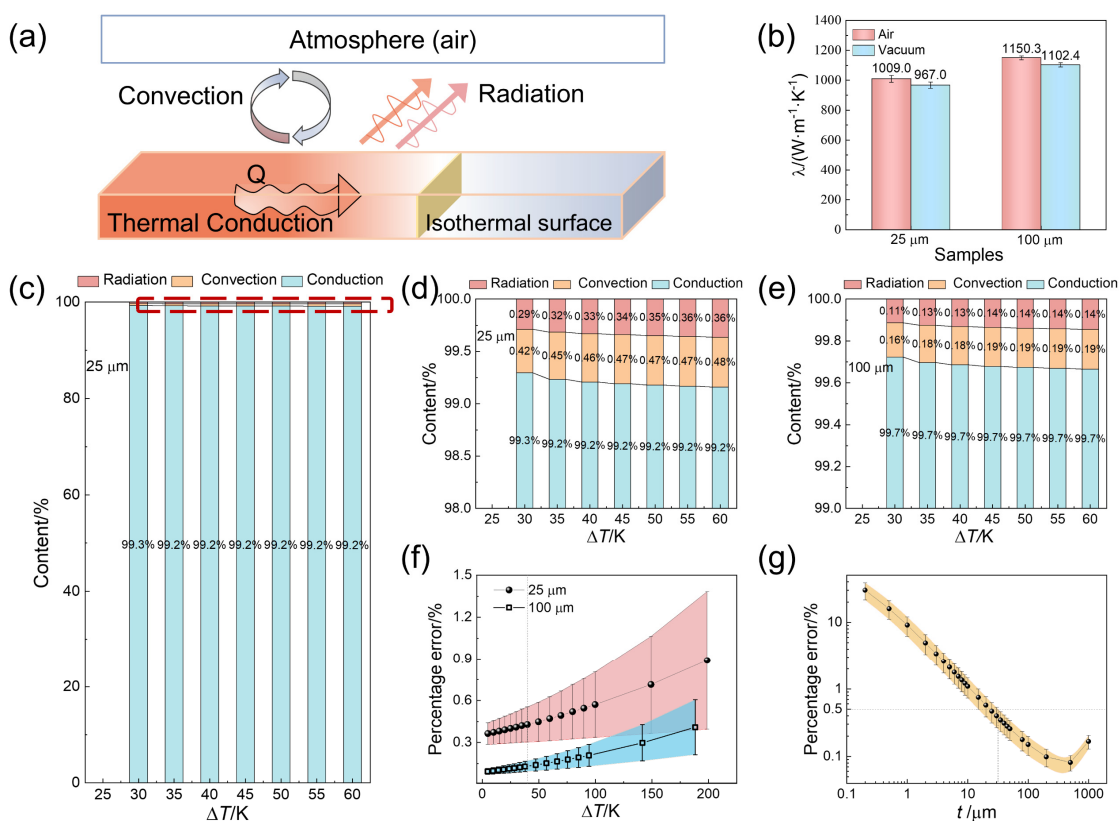 (a)
Atmosphere (air)
Convection
Radiation
Q
Thermal Conduction
Isothermal surface
(b)
λ/(W·m⁻¹·K⁻¹)
1400
1200
1000
800
600
400
200
0
Air
Vacuum
1009.0
967.0
1150.3
1102.4
25 μm
100 μm
Samples
(c)
Radiation Convection Conduction
Content/%
100
80
60
40
20
0
25 μm
99.3% 99.2% 99.2% 99.2% 99.2% 99.2% 99.2%
25 30 35 40 45 50 55 60
ΔT/K
(d)
Radiation Convection Conduction
Content/%
100.0
99.5
99.0
98.5
98.0
25 μm
0.29% 0.32% 0.33% 0.34% 0.35% 0.36% 0.36%
0.42% 0.45% 0.46% 0.47% 0.47% 0.47% 0.48%
99.3% 99.2% 99.2% 99.2% 99.2% 99.2% 99.2%
25 30 35 40 45 50 55 60
ΔT/K
(e)
Radiation Convection Conduction
Content/%
100.0
99.8
99.6
99.4
99.2
99.0
100 μm
0.11% 0.13% 0.13% 0.14% 0.14% 0.14% 0.14%
0.16% 0.18% 0.18% 0.19% 0.19% 0.19% 0.19%
99.7% 99.7% 99.7% 99.7% 99.7% 99.7% 99.7%
25 30 35 40 45 50 55 60
ΔT/K
(f)
Percentage error/%
1.5
1.2
0.9
0.6
0.3
25 μm
100 μm
0 50 100 150 200
ΔT/K
(g)
Percentage error/%
10
1
0.5
0.1
0.1 1 10 100 1000
t /μm